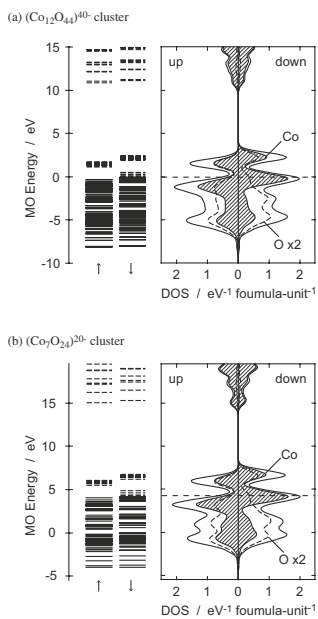 (a) (Co12O44)40- cluster
up
down
15
10
5
0
-5
-10
MO Energy / eV
Co
O x2
↑
↓
2 1 0 1 2
DOS / eV-1 foumula-unit-1
(b) (Co7O24)20- cluster
up
down
15
10
5
0
-5
MO Energy / eV
Co
O x2
↑
↓
2 1 0 1 2
DOS / eV-1 foumula-unit-1